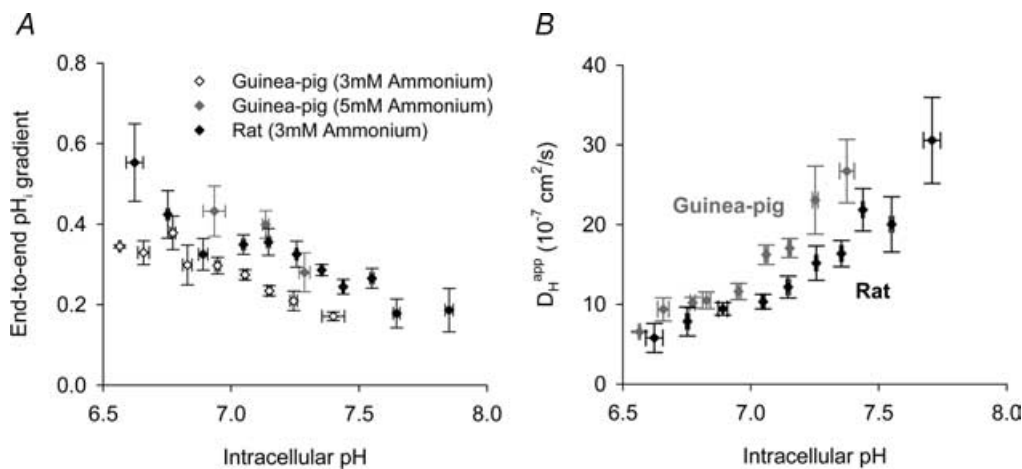 A
End-to-end pHi gradient
0.8
0.6
0.4
0.2
0.0
Guinea-pig (3mM Ammonium)
Guinea-pig (5mM Ammonium)
Rat (3mM Ammonium)
6.5 7.0 7.5 8.0
Intracellular pH
B
DHapp (10-7 cm2/s)
40
30
20
10
0
Guinea-pig
Rat
6.5 7.0 7.5 8.0
Intracellular pH